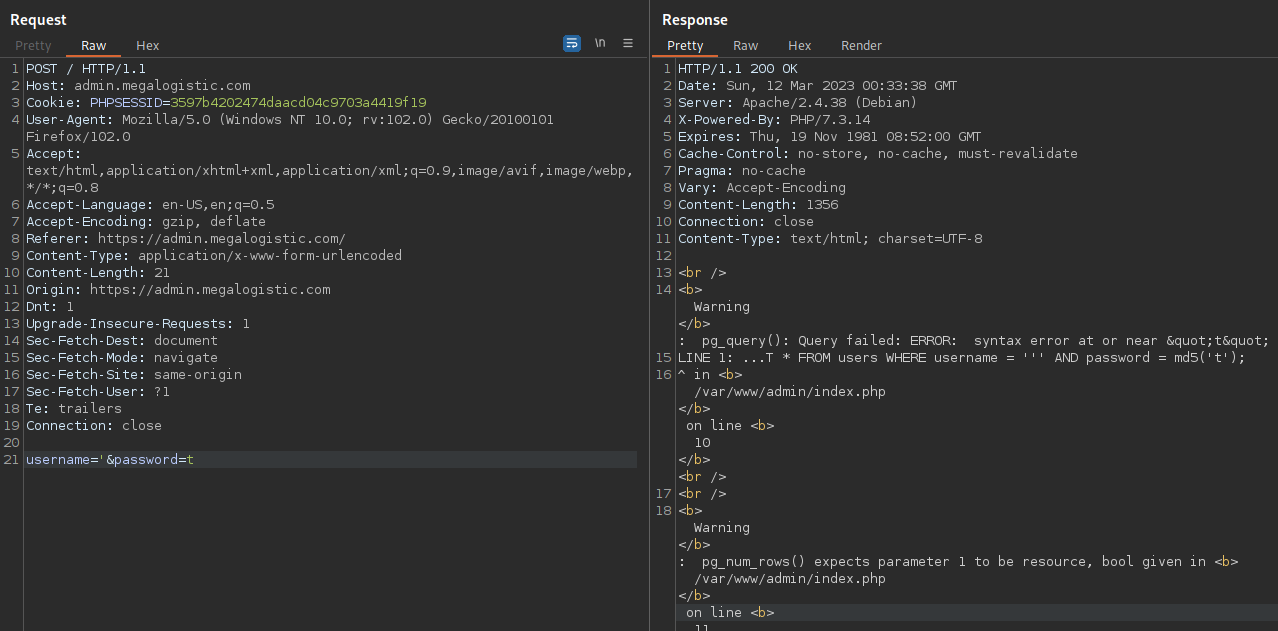 Request
Pretty Raw Hex
\n
1 POST / HTTP/1.1
2 Host: admin.megalogistic.com
3 Cookie: PHPSESSID=3597b4202474daacd04c9703a4419f19
4 User-Agent: Mozilla/5.0 (Windows NT 10.0; rv:102.0) Gecko/20100101
Firefox/102.0
5 Accept:
text/html,application/xhtml+xml,application/xml;q=0.9,image/avif,image/webp,
*/*;q=0.8
6 Accept-Language: en-US,en;q=0.5
7 Accept-Encoding: gzip, deflate
8 Referer: https://admin.megalogistic.com/
9 Content-Type: application/x-www-form-urlencoded
10 Content-Length: 21
11 Origin: https://admin.megalogistic.com
12 Dnt: 1
13 Upgrade-Insecure-Requests: 1
14 Sec-Fetch-Dest: document
15 Sec-Fetch-Mode: navigate
16 Sec-Fetch-Site: same-origin
17 Sec-Fetch-User: ?1
18 Te: trailers
19 Connection: close
20
21 username='&password=t
Response
Pretty Raw Hex Render
1 HTTP/1.1 200 OK
2 Date: Sun, 12 Mar 2023 00:33:38 GMT
3 Server: Apache/2.4.38 (Debian)
4 X-Powered-By: PHP/7.3.14
5 Expires: Thu, 19 Nov 1981 08:52:00 GMT
6 Cache-Control: no-store, no-cache, must-revalidate
7 Pragma: no-cache
8 Vary: Accept-Encoding
9 Content-Length: 1356
10 Connection: close
11 Content-Type: text/html; charset=UTF-8
12
13 <br />
14 <b>
Warning
</b>
:  pg_query(): Query failed: ERROR:  syntax error at or near &quot;t&quot;
15 LINE 1: ...T * FROM users WHERE username = ''' AND password = md5('t');
16 ^ in <b>
/var/www/admin/index.php
</b>
on line <b>
10
</b>
<br />
17 <br />
18 <b>
Warning
</b>
:  pg_num_rows() expects parameter 1 to be resource, bool given in <b>
/var/www/admin/index.php
</b>
on line <b>
11